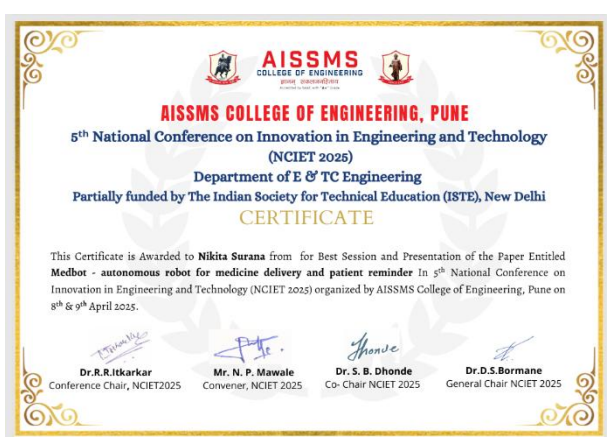 AISSMS
COLLEGE OF ENGINEERING
AISSMS COLLEGE OF ENGINEERING, PUNE
5th National Conference on Innovation in Engineering and Technology
(NCIET 2025)
Department of E & TC Engineering
Partially funded by The Indian Society for Technical Education (ISTE), New Delhi
CERTIFICATE
This Certificate is Awarded to Nikita Surana from for Best Session and Presentation of the Paper Entitled
Medbot - autonomous robot for medicine delivery and patient reminder In 5th National Conference on
Innovation in Engineering and Technology (NCIET 2025) organized by AISSMS College of Engineering, Pune on
8th & 9th April 2025.
Dr.R.R.Itkarkar Mr. N. P. Mawale Dr. S. B. Dhonde Dr.D.S.Bormane
Conference Chair, NCIET2025 Convener, NCIET 2025 Co- Chair NCIET 2025 General Chair NCIET 2025